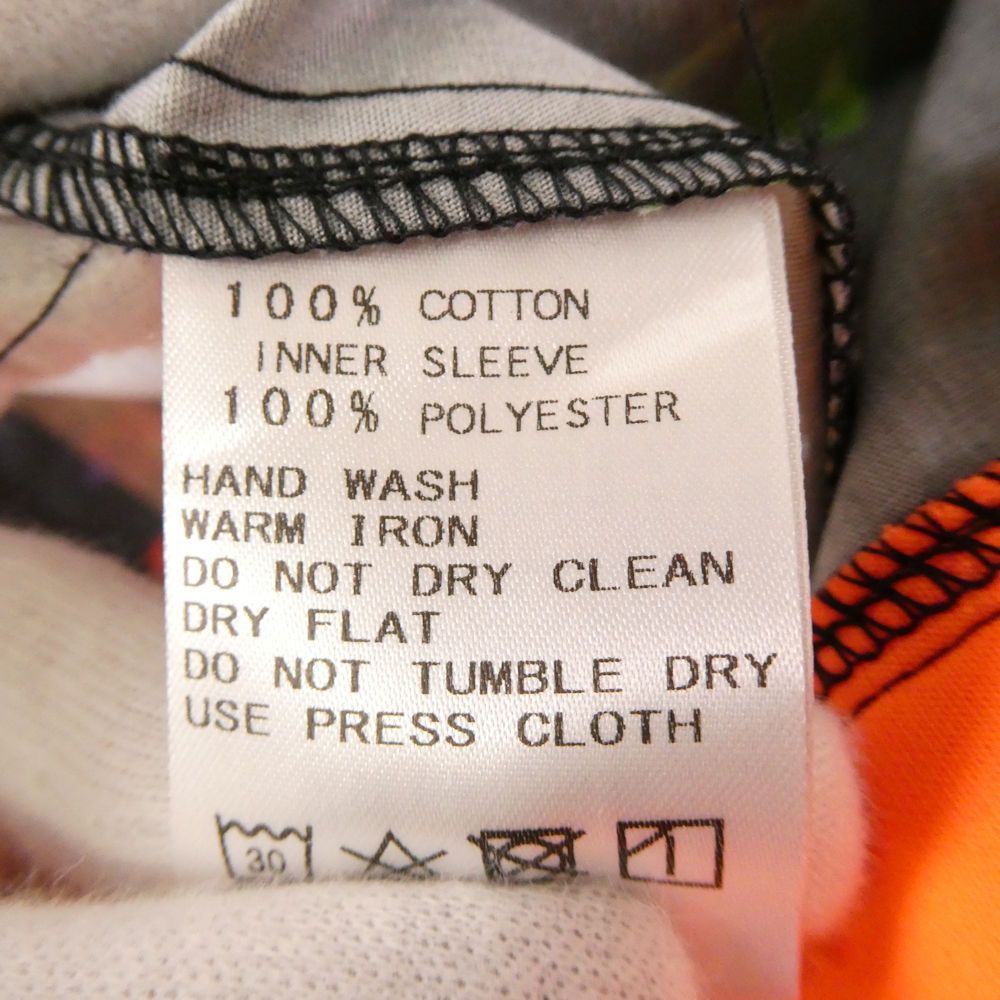 100% COTTON
INNER SLEEVE
100% POLYESTER
HAND WASH
WARM IRON
DO NOT DRY CLEAN
DRY FLAT
DO NOT TUMBLE DRY
USE PRESS CLOTH
30